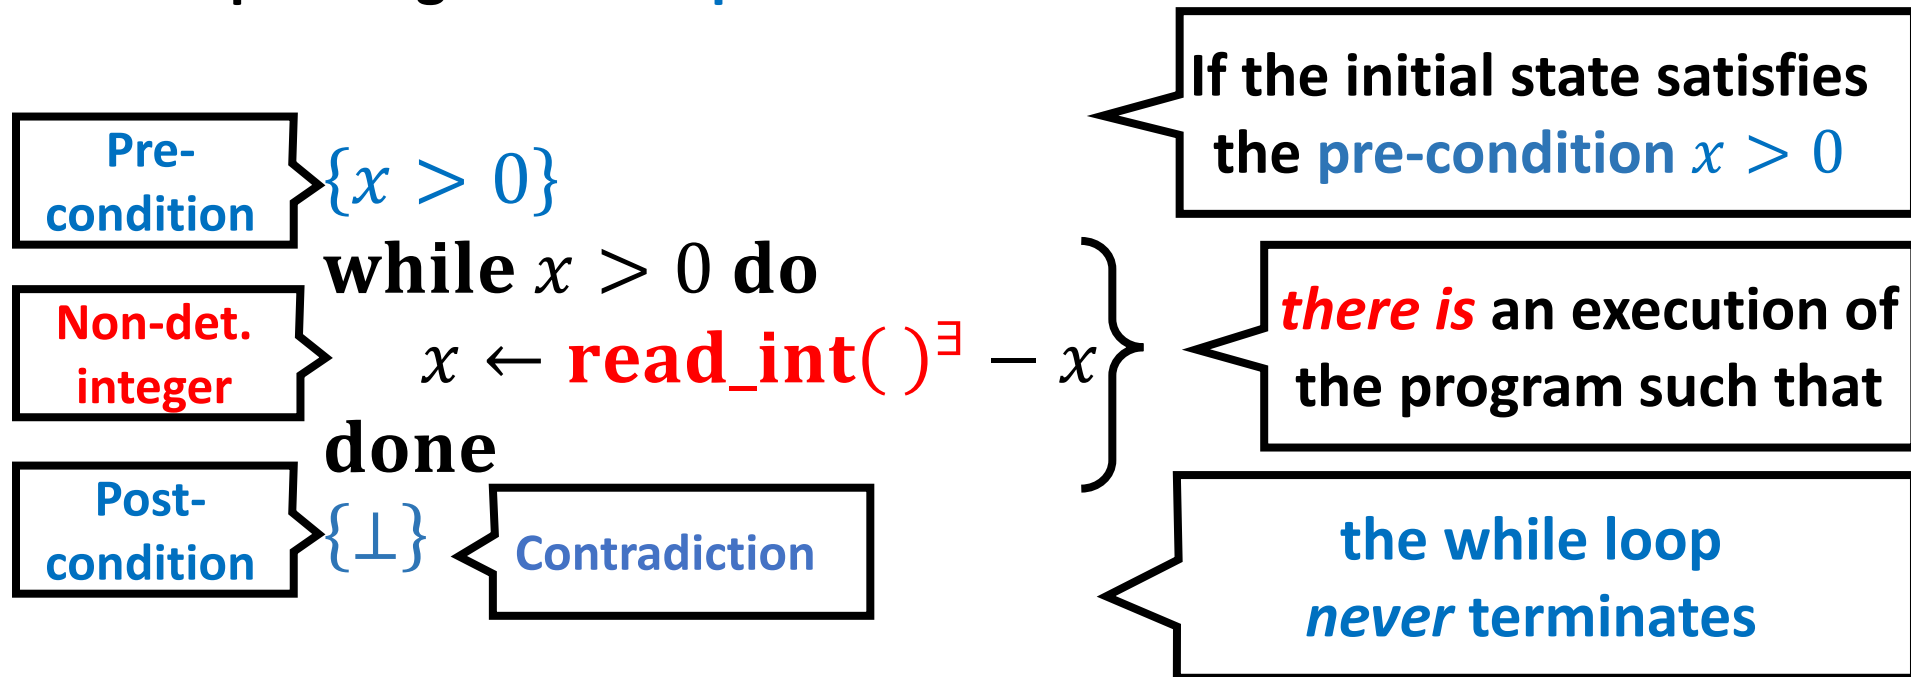 If the initial state satisfies
the pre-condition x > 0
Pre-
condition
{x > 0}
while x > 0 do
Non-det.
integer
x ← read_int( )^∃ − x
there is an execution of
the program such that
done
Post-
condition
{⊥}
Contradiction
the while loop
never terminates